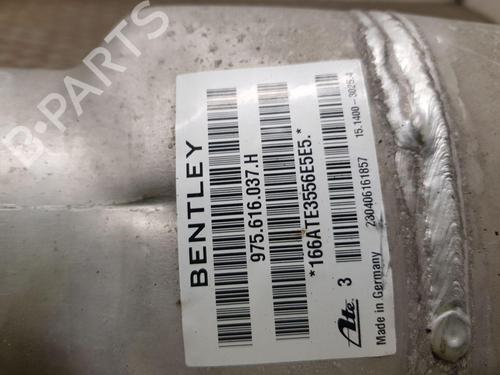 BENTLEY
975.616.037.H
*166ATE3556E5E5.*
Ate 3 230406161857 15.1400-3025.4
Made in Germany
B-PARTS